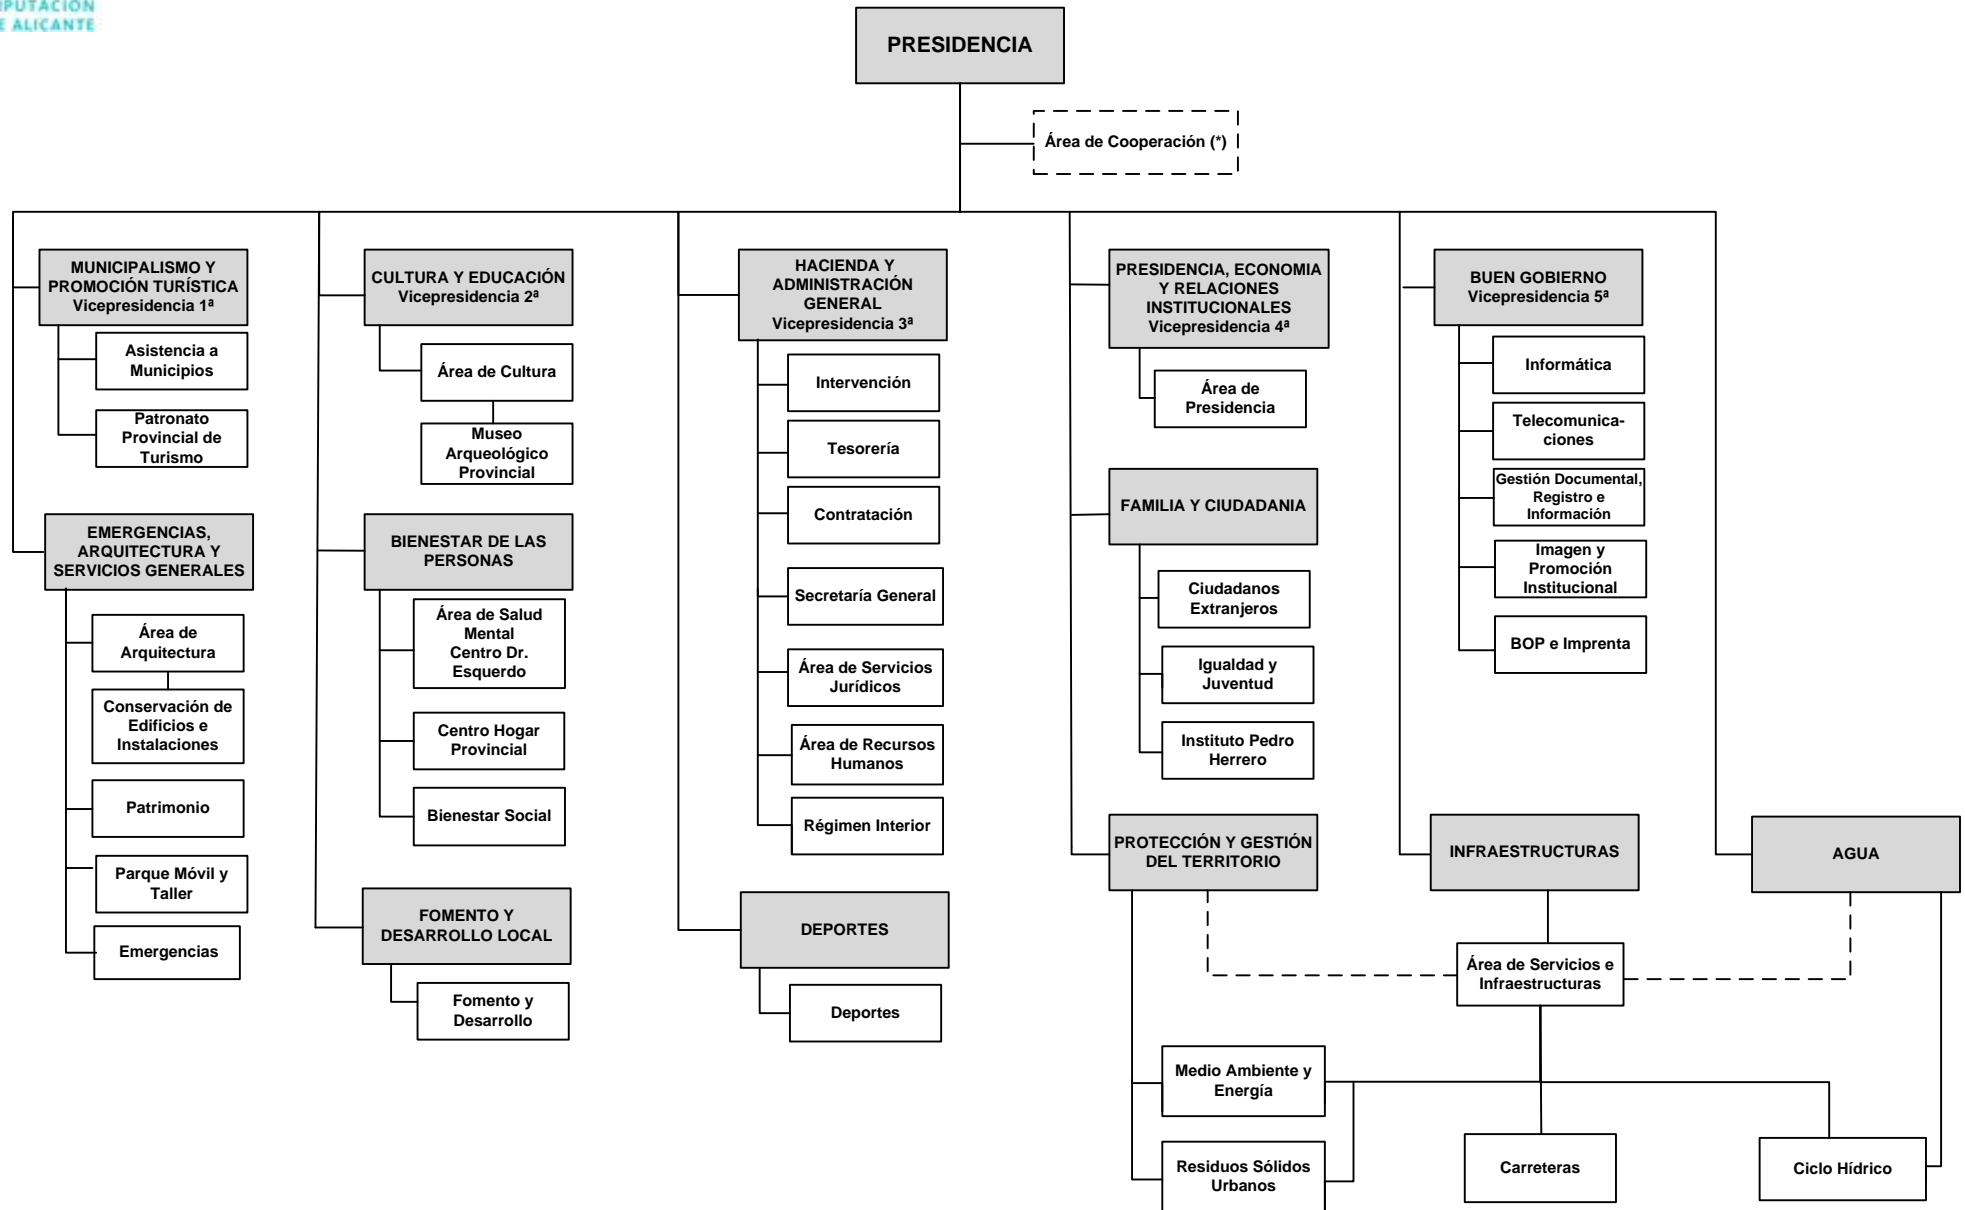 DE ALICANTE
PRESIDENCIA
Área de Cooperación (*)
MUNICIPALISMO Y
PROMOCIÓN TURÍSTICA
Vicepresidencia 1ª
Asistencia a
Municipios
Patronato
Provincial de
Turismo
EMERGENCIAS,
ARQUITECTURA Y
SERVICIOS GENERALES
Área de
Arquitectura
Conservación de
Edificios e
Instalaciones
Patrimonio
Parque Móvil y
Taller
Emergencias
CULTURA Y EDUCACIÓN
Vicepresidencia 2ª
Área de Cultura
Museo
Arqueológico
Provincial
BIENESTAR DE LAS
PERSONAS
Área de Salud
Mental
Centro Dr.
Esquerdo
Centro Hogar
Provincial
Bienestar Social
FOMENTO Y
DESARROLLO LOCAL
Fomento y
Desarrollo
HACIENDA Y
ADMINISTRACIÓN
GENERAL
Vicepresidencia 3ª
Intervención
Tesorería
Contratación
Secretaría General
Área de Servicios
Jurídicos
Área de Recursos
Humanos
Régimen Interior
DEPORTES
Deportes
PRESIDENCIA, ECONOMIA
Y RELACIONES
INSTITUCIONALES
Vicepresidencia 4ª
Área de
Presidencia
FAMILIA Y CIUDADANIA
Ciudadanos
Extranjeros
Igualdad y
Juventud
Instituto Pedro
Herrero
PROTECCIÓN Y GESTIÓN
DEL TERRITORIO
Medio Ambiente y
Energía
Residuos Sólidos
Urbanos
BUEN GOBIERNO
Vicepresidencia 5ª
Informática
Telecomunica-
ciones
Gestión Documental,
Registro e
Información
Imagen y
Promoción
Institucional
BOP e Imprenta
INFRAESTRUCTURAS
Área de Servicios e
Infraestructuras
Carreteras
AGUA
Ciclo Hídrico